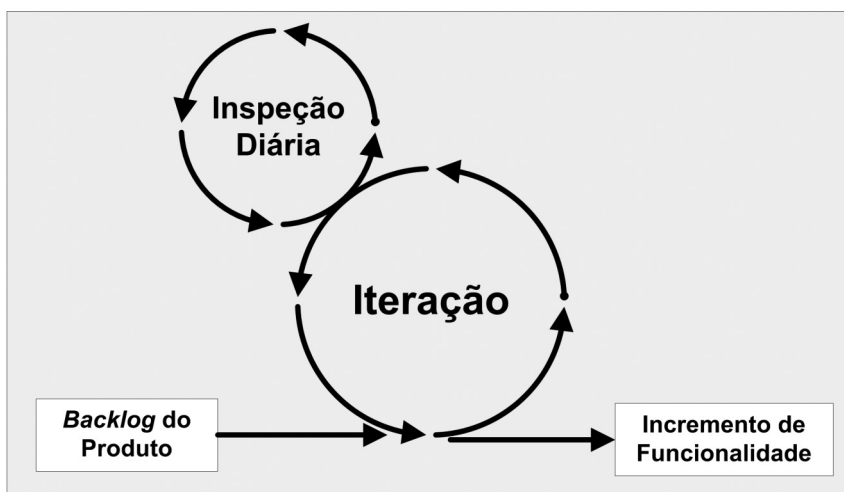 Inspeção
Diária
Iteração
Backlog do
Produto
Incremento de
Funcionalidade